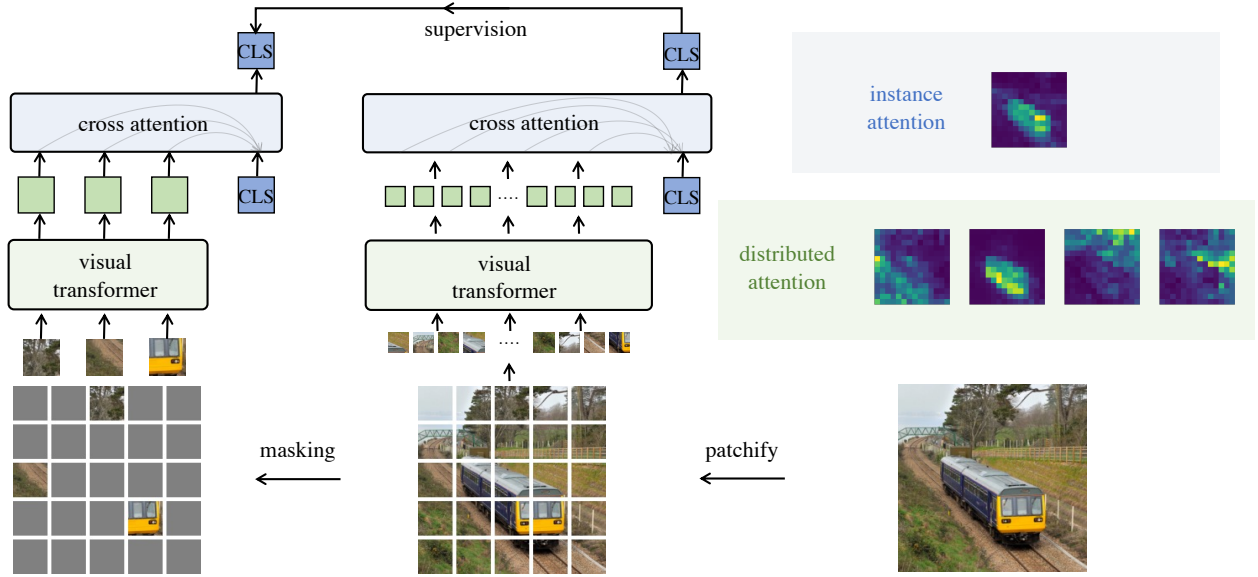 supervision
CLS
CLS
cross attention
cross attention
instance
attention
CLS
CLS
....
visual
transformer
visual
transformer
distributed
attention
....
masking
patchify